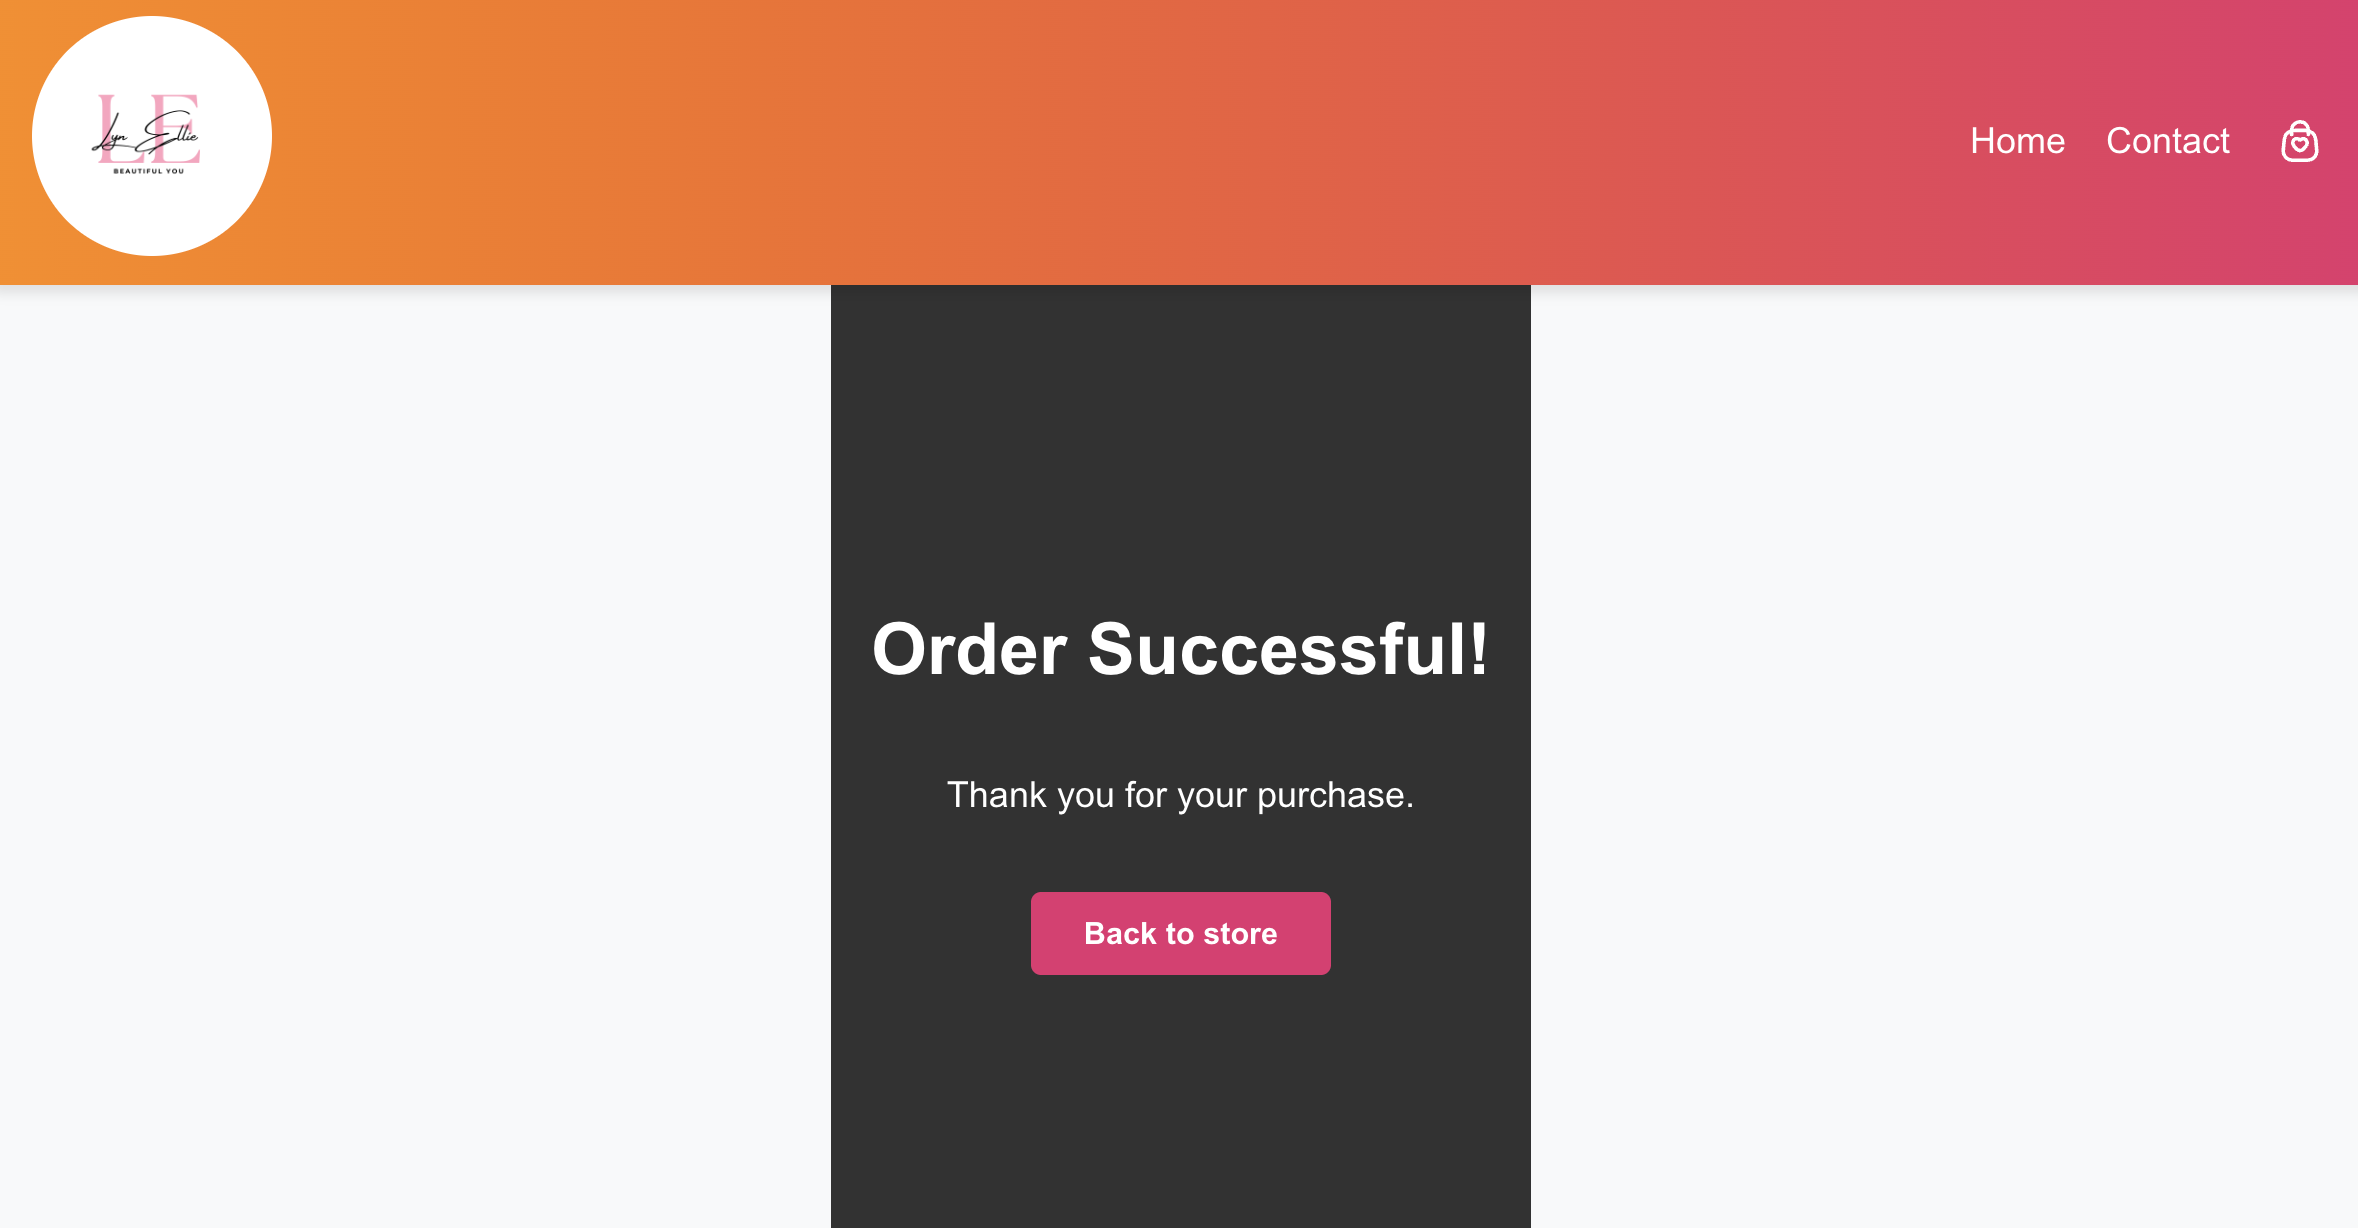 LE
Lyn Ellie
BEAUTIFUL YOU
Home Contact
Order Successful!
Thank you for your purchase.
Back to store